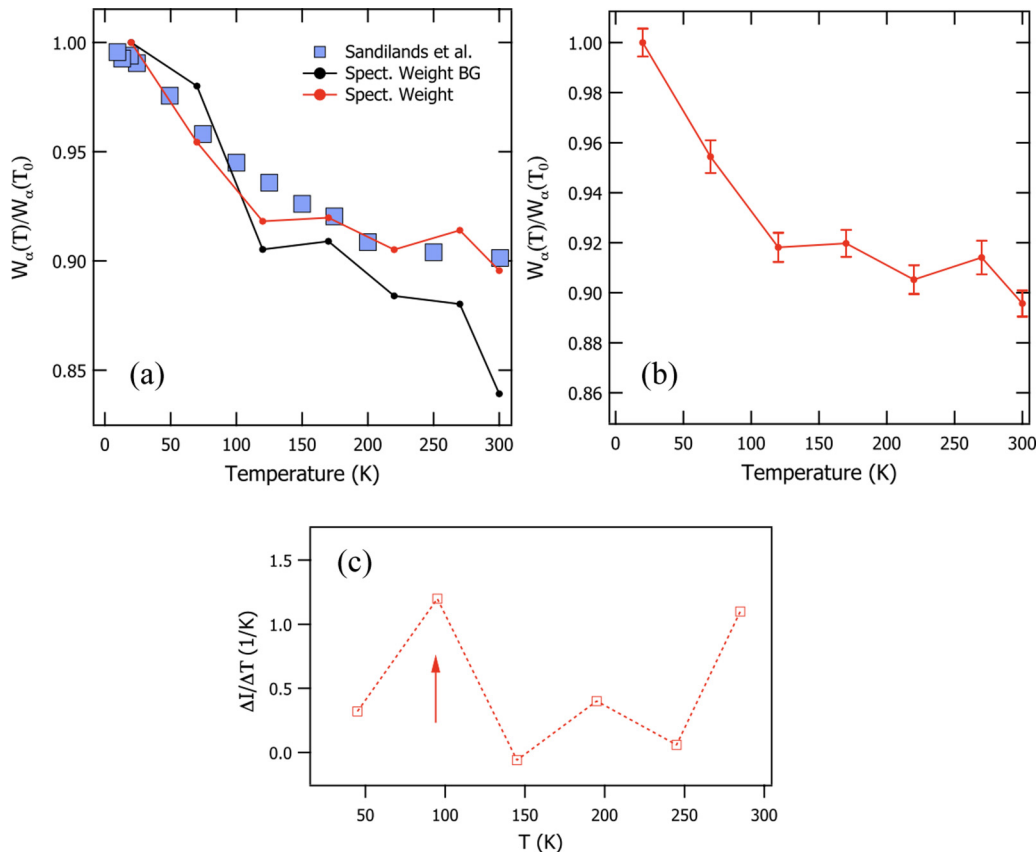 1.00
0.95
0.90
0.85
Wα(T)/Wα(T0)
Sandilands et al.
Spect. Weight BG
Spect. Weight
(a)
0 50 100 150 200 250 300
Temperature (K)
1.00
0.98
0.96
0.94
0.92
0.90
0.88
0.86
Wα(T)/Wα(T0)
(b)
0 50 100 150 200 250 300
Temperature (K)
(c)
1.5
1.0
0.5
0.0
ΔI/ΔT (1/K)
50 100 150 200 250 300
T (K)